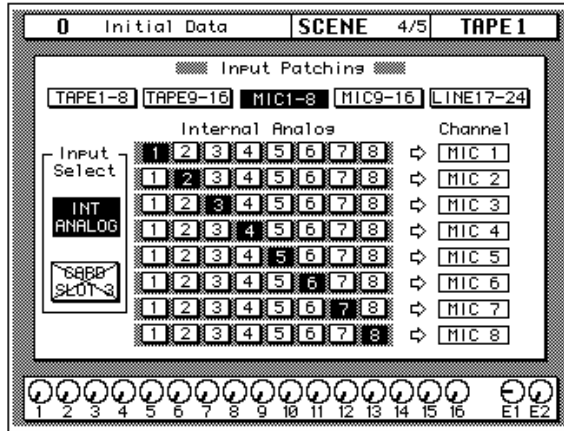 0 Initial Data SCENE 4/5 TAPE 1
Input Patching
TAPE1-8 TAPE9-16 MIC1-8 MIC9-16 LINE17-24
Internal Analog Channel
Input Select
INT ANALOG
CARD SLOT 3
1 2 3 4 5 6 7 8 ⇨ MIC 1
1 2 3 4 5 6 7 8 ⇨ MIC 2
1 2 3 4 5 6 7 8 ⇨ MIC 3
1 2 3 4 5 6 7 8 ⇨ MIC 4
1 2 3 4 5 6 7 8 ⇨ MIC 5
1 2 3 4 5 6 7 8 ⇨ MIC 6
1 2 3 4 5 6 7 8 ⇨ MIC 7
1 2 3 4 5 6 7 8 ⇨ MIC 8
1 2 3 4 5 6 7 8 9 10 11 12 13 14 15 16 E1 E2